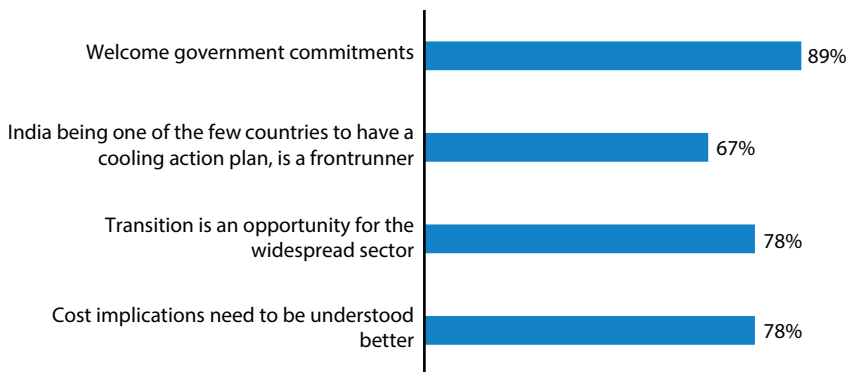 Welcome government commitments
89%
India being one of the few countries to have a
cooling action plan, is a frontrunner
67%
Transition is an opportunity for the
widespread sector
78%
Cost implications need to be understood
better
78%